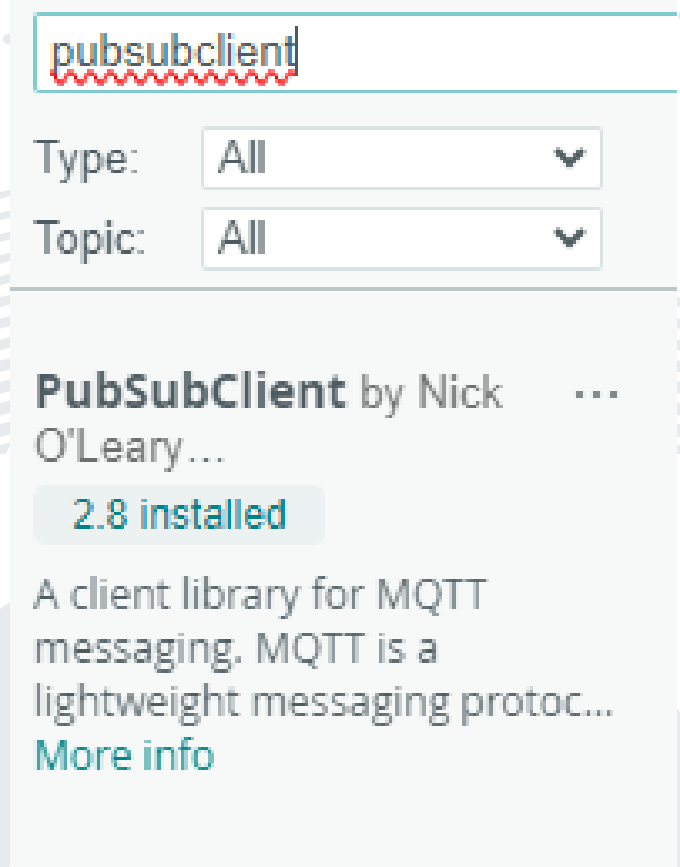 pubsubclient
Type: All
Topic: All
PubSubClient by Nick ...
O'Leary...
2.8 installed
A client library for MQTT
messaging. MQTT is a
lightweight messaging protoc...
More info